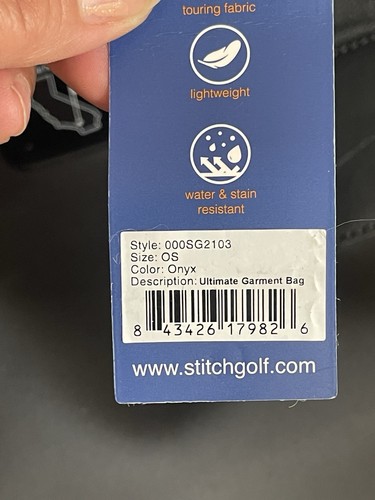 touring fabric
lightweight
water & stain
resistant
Style: 000SG2103
Size: OS
Color: Onyx
Description: Ultimate Garment Bag
8 43426 17982 6
www.stitchgolf.com